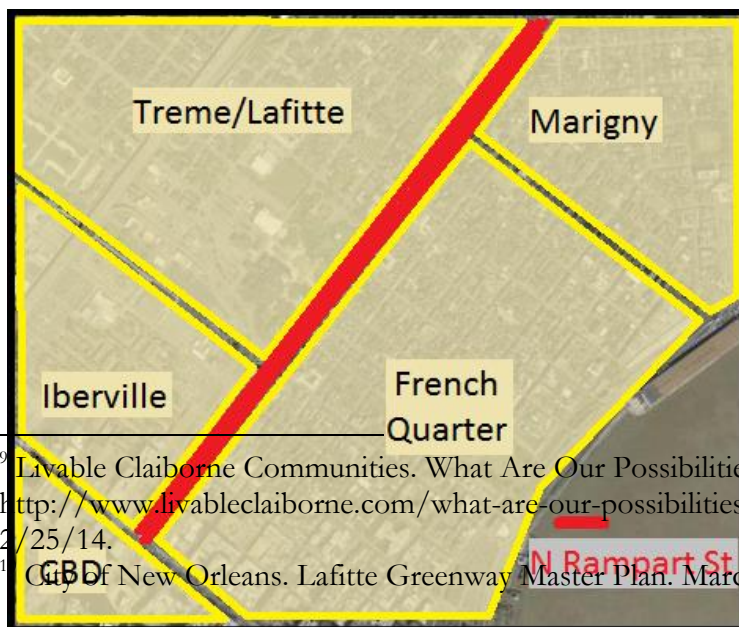 Treme/Lafitte
Marigny
Iberville
French
Quarter
9 Livable Claiborne Communities. What Are Our Possibilitie
http://www.livableclaiborne.com/what-are-our-possibilities
2/25/14.
CBD
City of New Orleans. Lafitte Greenway Master Plan. Marc
N Rampart St